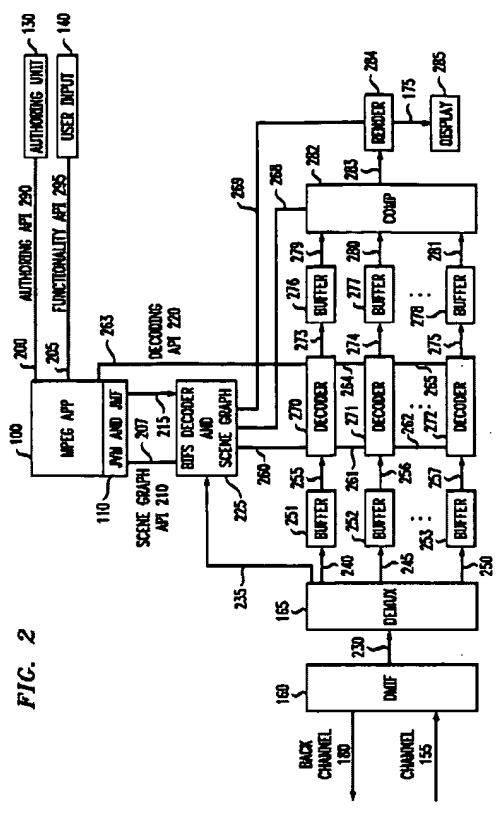 FIG. 2
130
AUTHORING UNIT
140
USER INPUT
AUTHORING API 290
FUNCTIONALITY API 295
200
205
100
MPEG APP
110
JVM AND JMF
263
DECODING
API 220
207
SCENE GRAPH
API 210
215
BIFS DECODER
AND
SCENE GRAPH
225
235
260
269
268
284
RENDER
175
285
DISPLAY
282
283
COMP
BACK
CHANNEL
180
CHANNEL
155
160
DMIF
230
165
DEMUX
240
251
BUFFER
255
270
DECODER
273
276
BUFFER
279
245
252
BUFFER
256
261
271
DECODER
264
274
277
BUFFER
280
250
253
BUFFER
257
262
272
DECODER
265
275
278
BUFFER
281